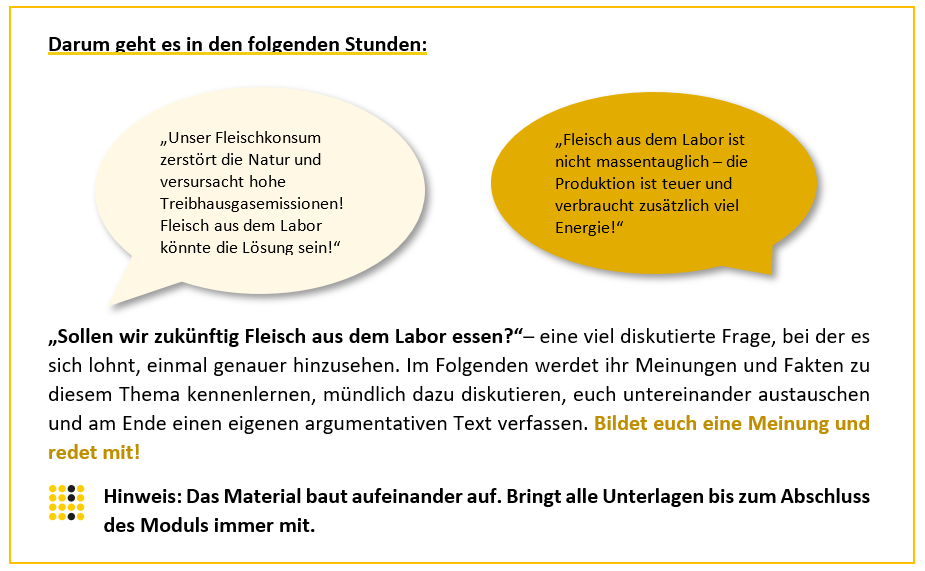 Darum geht es in den folgenden Stunden:
„Unser Fleischkonsum
zerstört die Natur und
versursacht hohe
Treibhausgasemissionen!
Fleisch aus dem Labor
könnte die Lösung sein!“
„Fleisch aus dem Labor ist
nicht massentauglich – die
Produktion ist teuer und
verbraucht zusätzlich viel
Energie!“
„Sollen wir zukünftig Fleisch aus dem Labor essen?“– eine viel diskutierte Frage, bei der es
sich lohnt, einmal genauer hinzusehen. Im Folgenden werdet ihr Meinungen und Fakten zu
diesem Thema kennenlernen, mündlich dazu diskutieren, euch untereinander austauschen
und am Ende einen eigenen argumentativen Text verfassen. Bildet euch eine Meinung und
redet mit!
Hinweis: Das Material baut aufeinander auf. Bringt alle Unterlagen bis zum Abschluss
des Moduls immer mit.